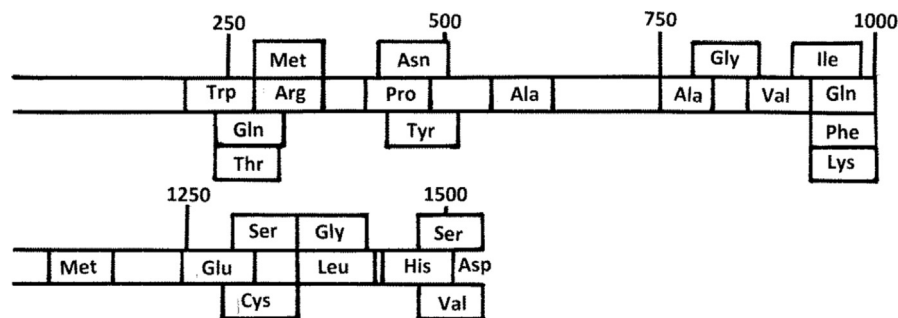 250 500 750 1000
Met Asn Gly Ile
Trp Arg Pro Ala Ala Val Gln
Gln Tyr Phe
Thr Lys
1250 1500
Ser Gly Ser
Met Glu Leu His Asp
Cys Val